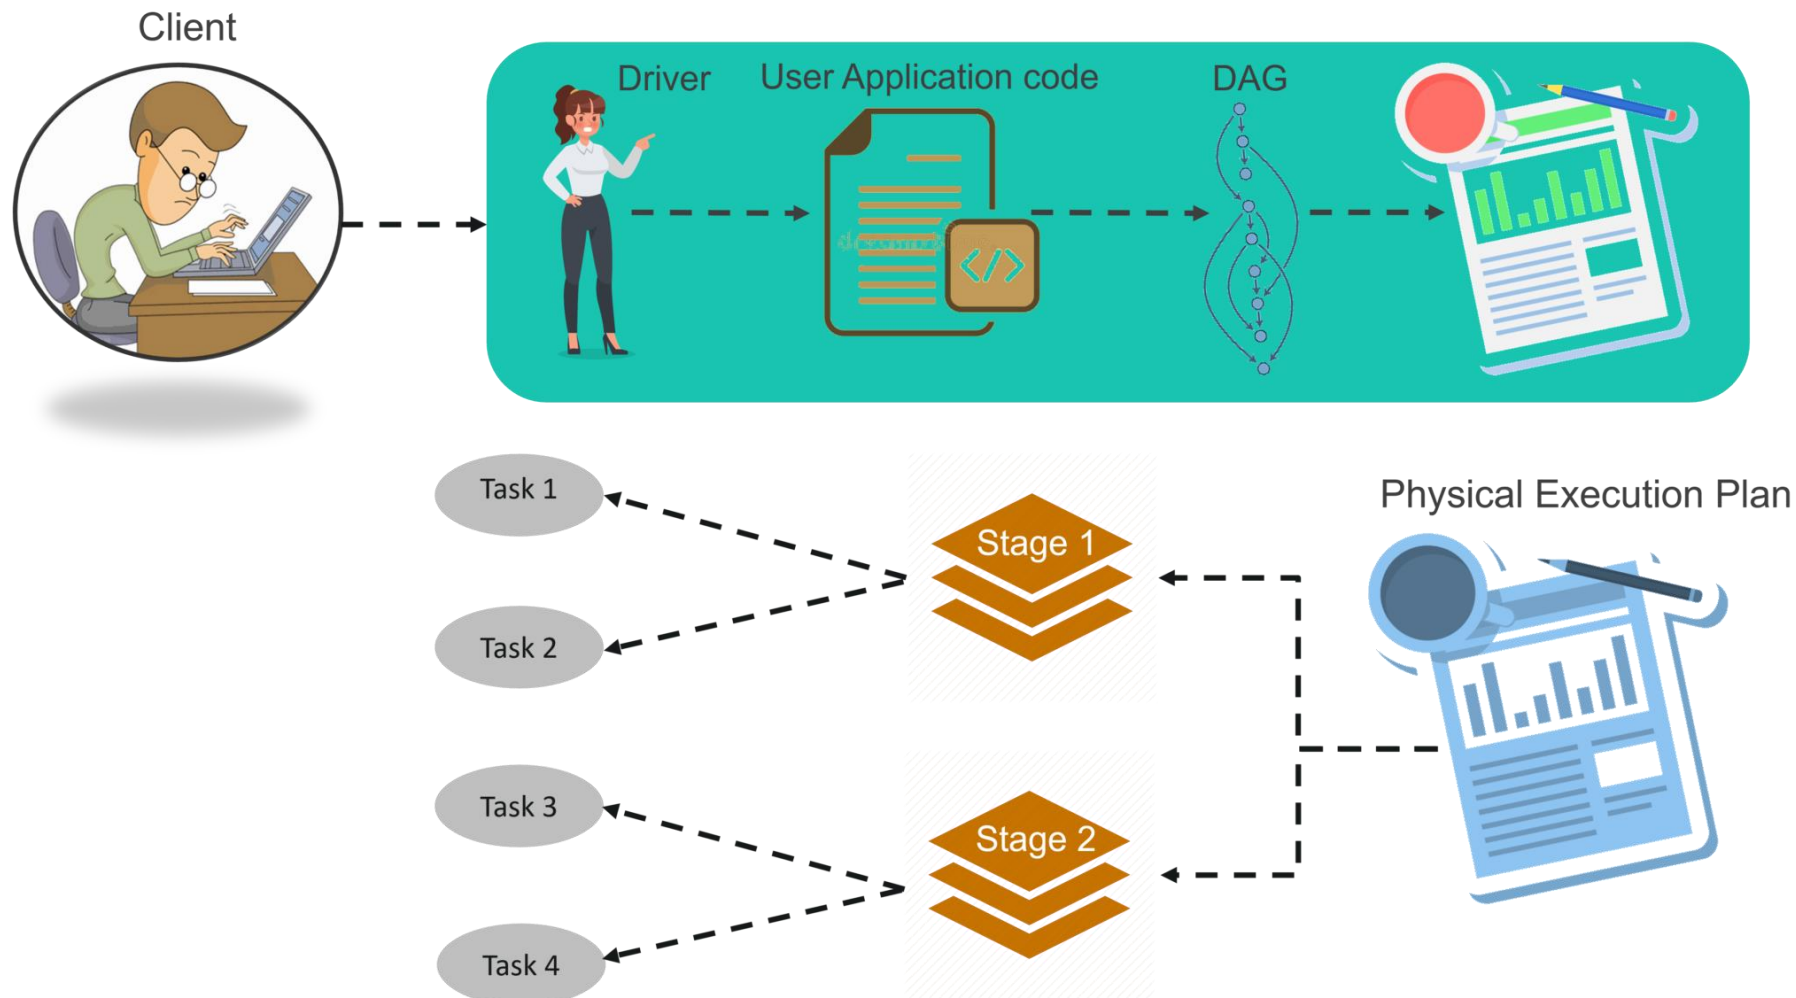 Client
Driver
User Application code
DAG
</>
Physical Execution Plan
Task 1
Stage 1
Task 2
Task 3
Stage 2
Task 4